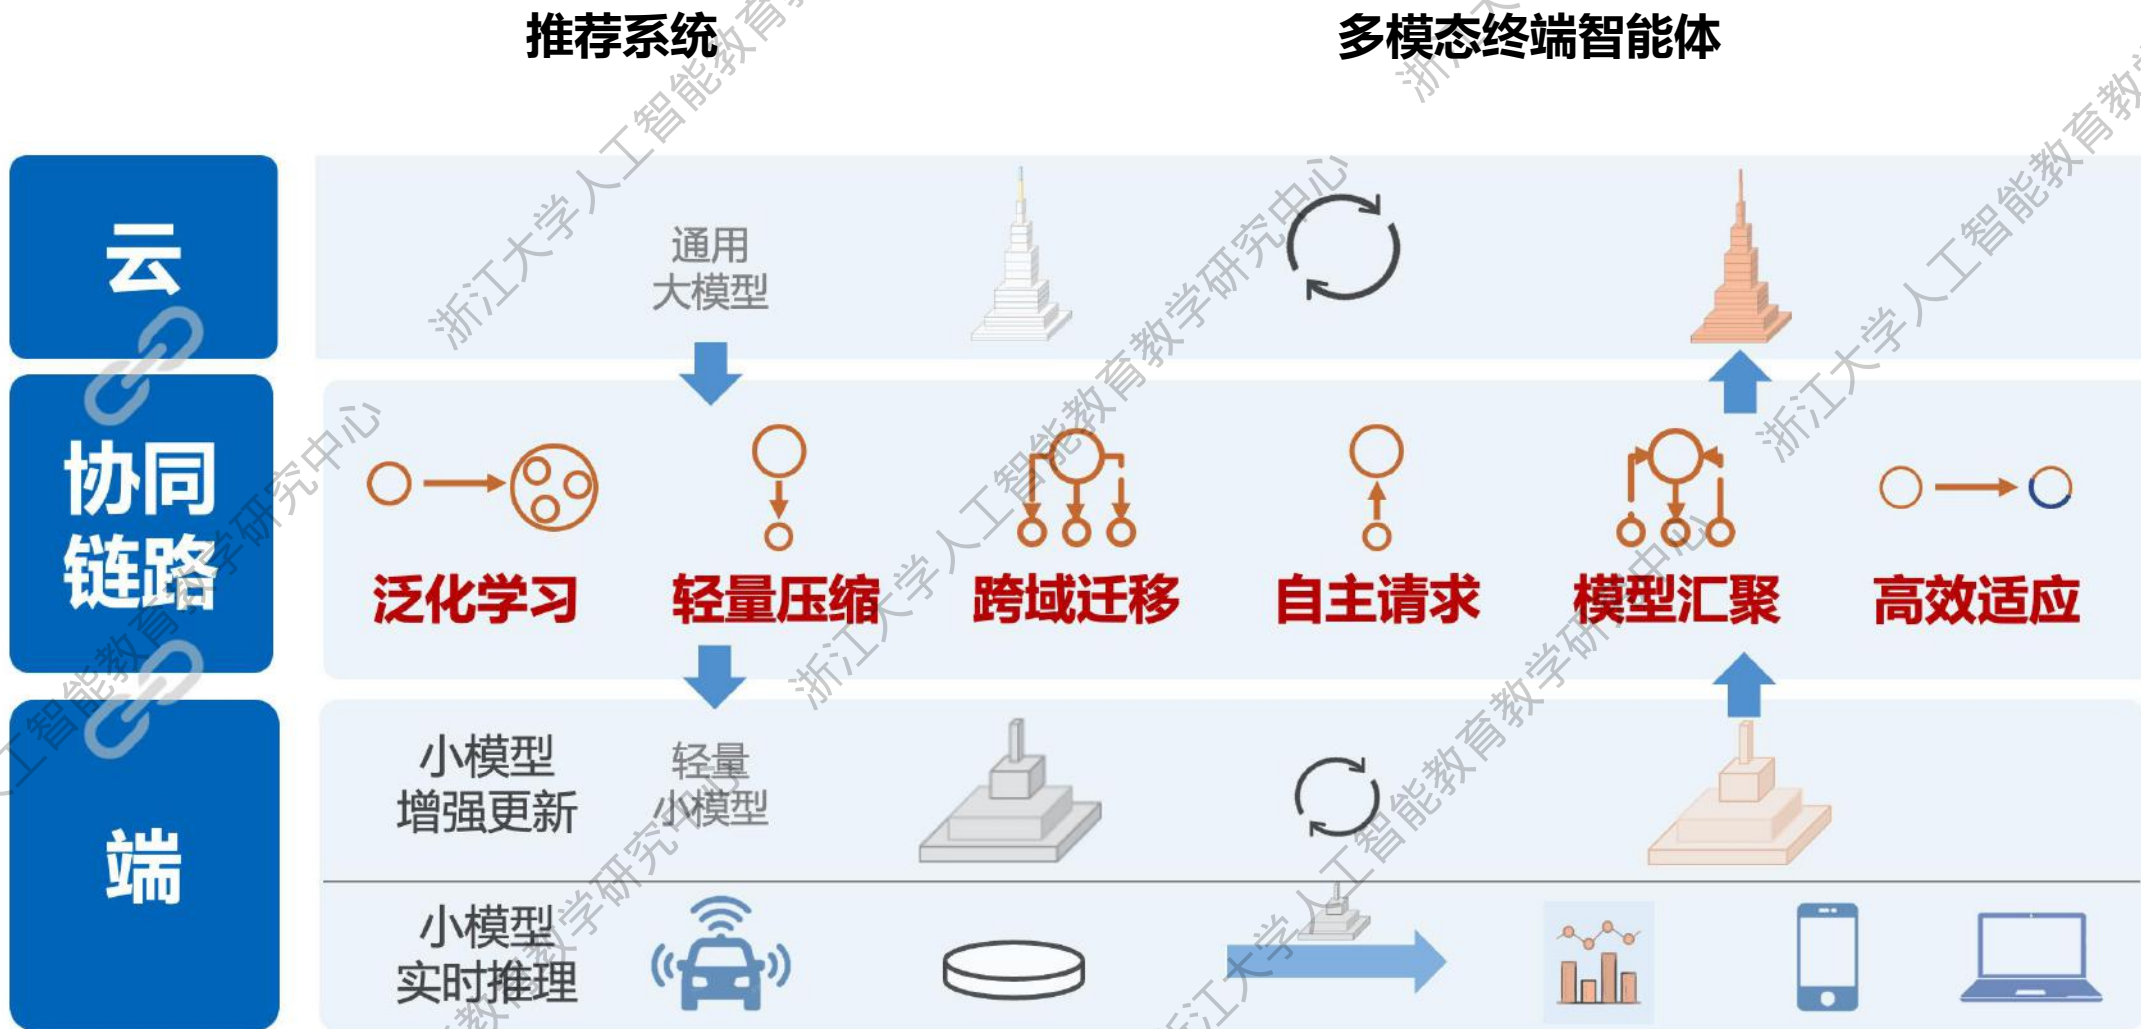 推荐系统
多模态终端智能体
云
通用
大模型
协同
链路
泛化学习
轻量压缩
跨域迁移
自主请求
模型汇聚
高效适应
端
小模型
增强更新
轻量
小模型
小模型
实时推理
浙江大学人工智能教育教学研究中心